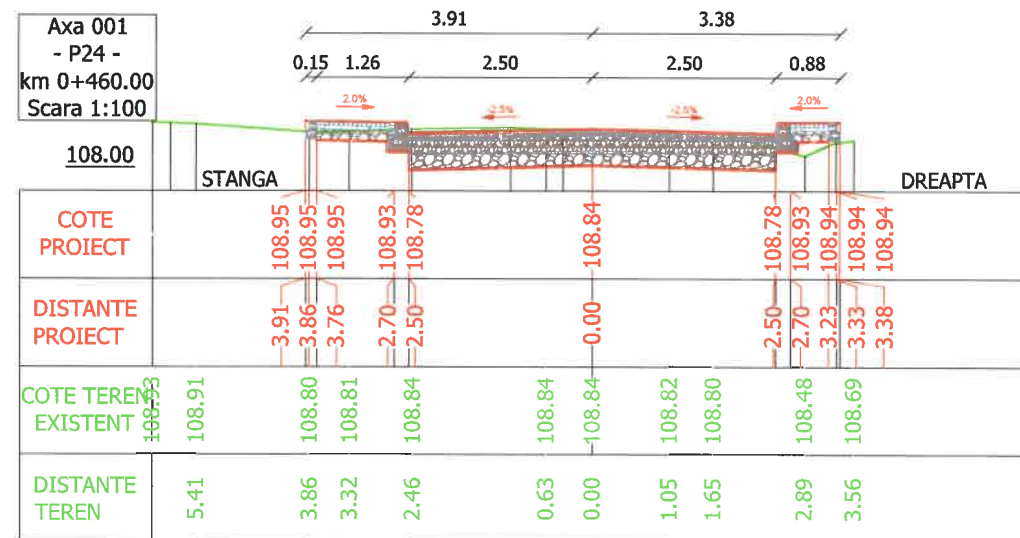 Axa 001
- P24 -
km 0+460.00
Scara 1:100
3.91 3.38
0.15 1.26 2.50 2.50 0.88
2.0% -2.5% -2.5% 2.0%
108.00
STANGA DREAPTA
COTE
PROIECT
108.95 108.95 108.95 108.93 108.78 108.84 108.78 108.93 108.94 108.94 108.94
DISTANTE
PROIECT
3.91 3.86 3.76 2.70 2.50 0.00 2.50 2.70 3.23 3.33 3.38
COTE TEREN
EXISTENT
108.93 108.91 108.80 108.81 108.84 108.84 108.84 108.82 108.80 108.48 108.69
DISTANTE
TEREN
5.41 3.86 3.32 2.46 0.63 0.00 1.05 1.65 2.89 3.56